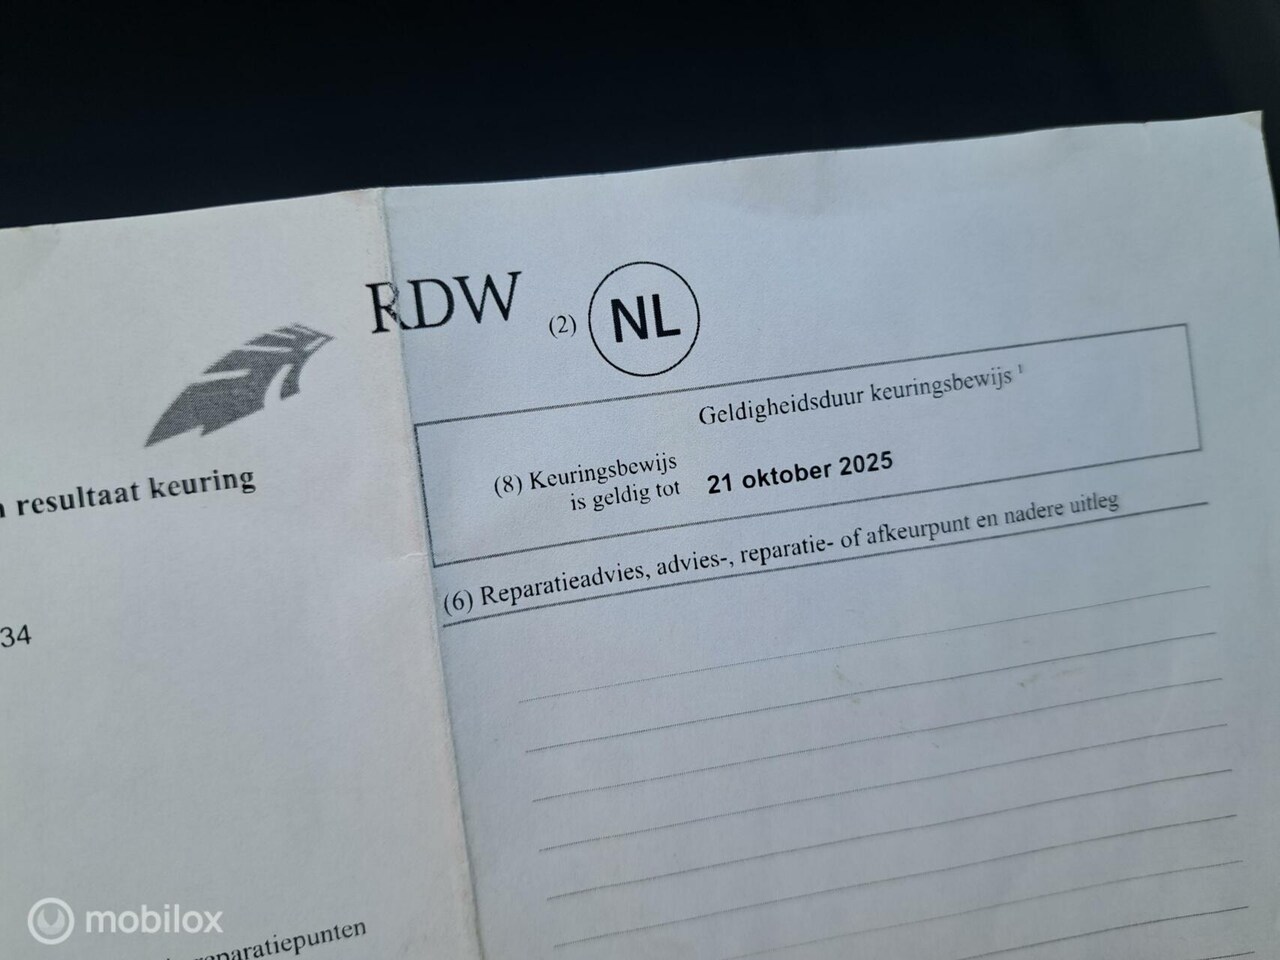 RDW
(2) NL
resultaat keuring
34
Geldigheidsduur keuringsbewijs 1
(8) Keuringsbewijs
is geldig tot 21 oktober 2025
(6) Reparatieadvies, advies-, reparatie- of afkeurpunt en nadere uitleg
reparatiepunten
mobilox